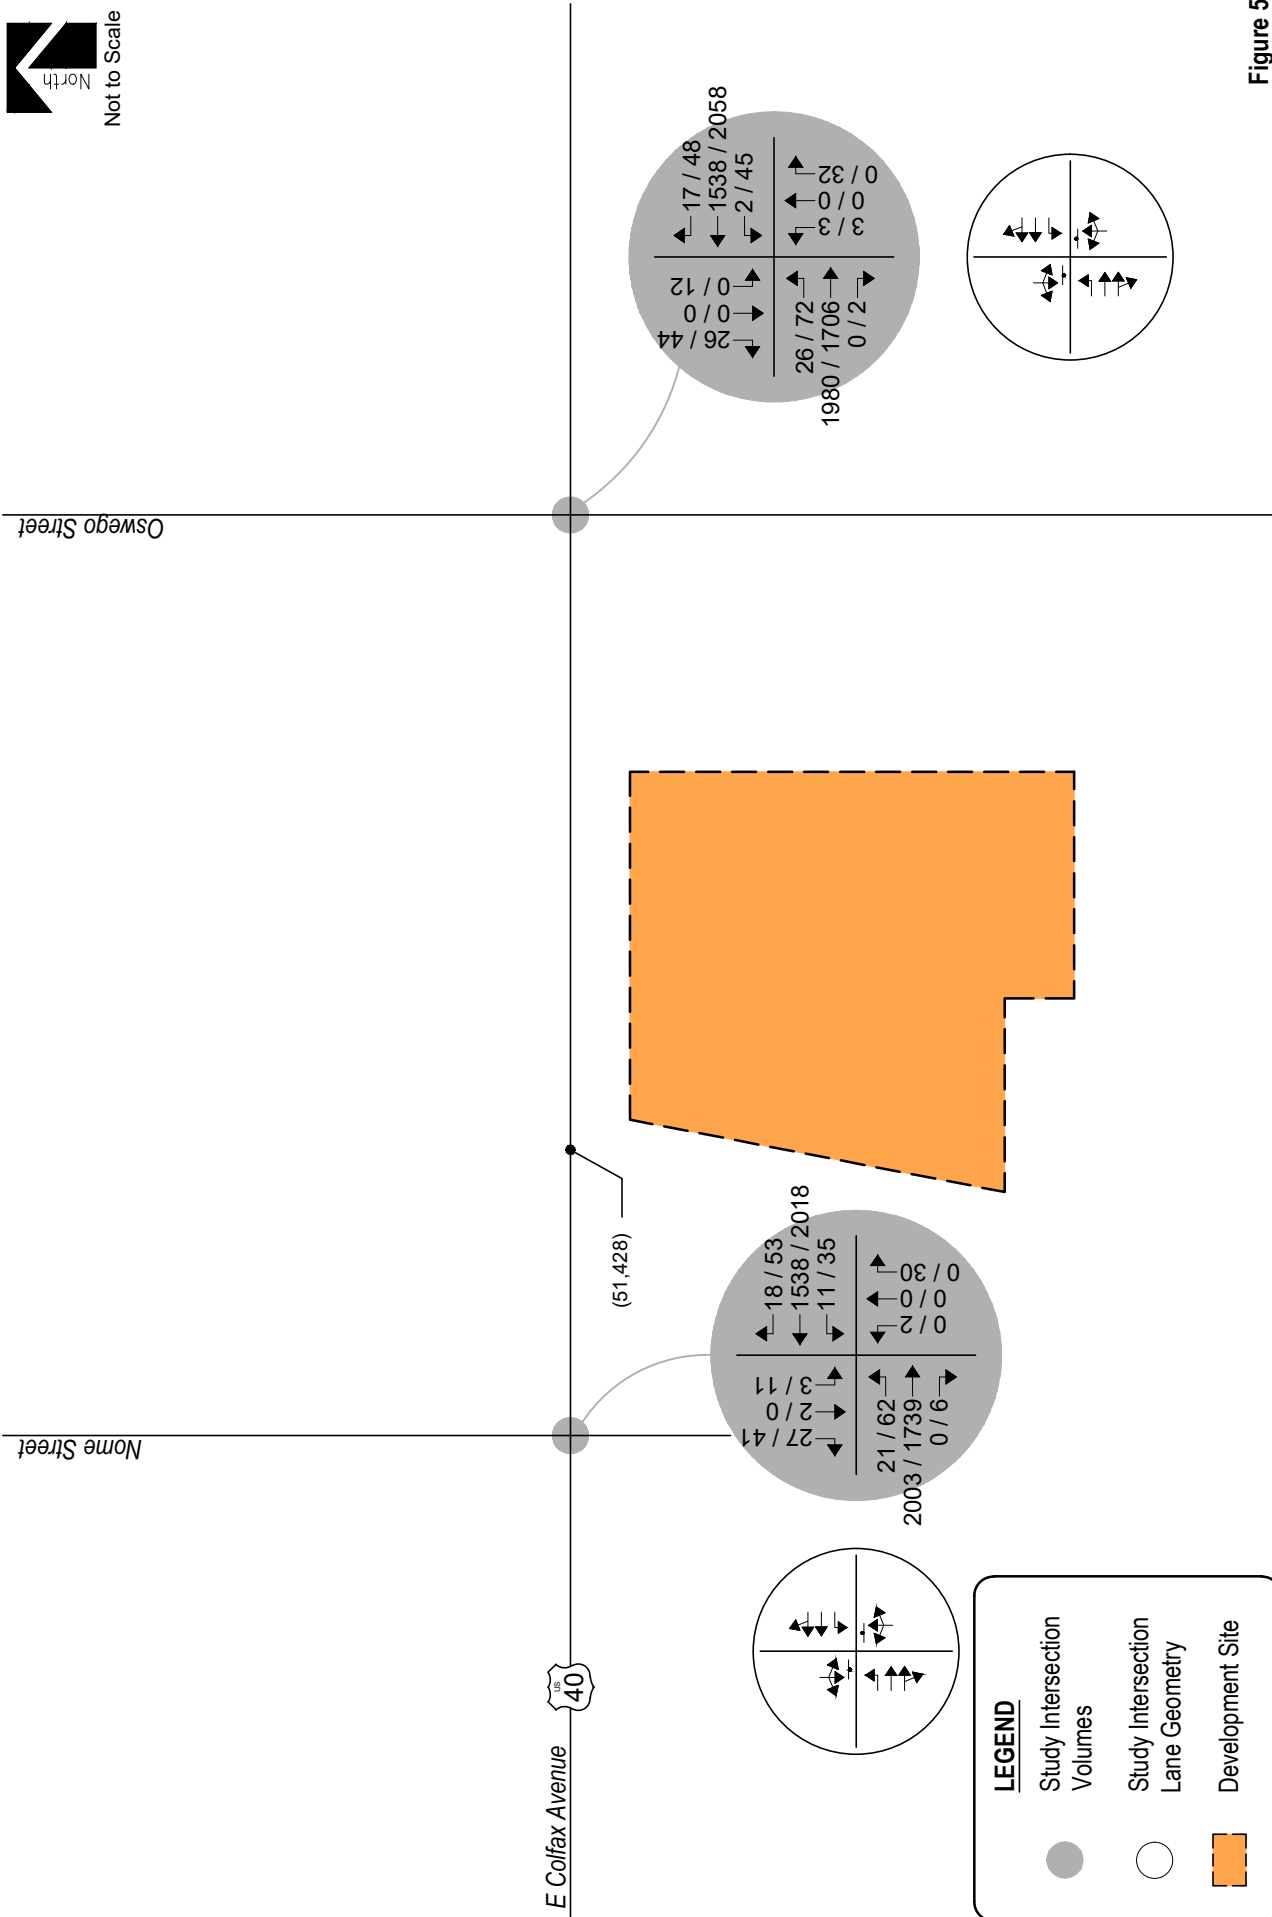 North
Not to Scale
Figure 5
Oswego Street
17 / 48
1538 / 2058
2 / 45
26 / 44
0 / 0
0 / 12
26 / 72
1980 / 1706
0 / 2
3 / 3
0 / 0
0 / 32
(51,428)
Nome Street
18 / 53
1538 / 2018
11 / 35
27 / 41
2 / 0
3 / 11
21 / 62
2003 / 1739
0 / 6
0 / 2
0 / 0
0 / 30
E Colfax Avenue
US
40
LEGEND
Study Intersection
Volumes
Study Intersection
Lane Geometry
Development Site